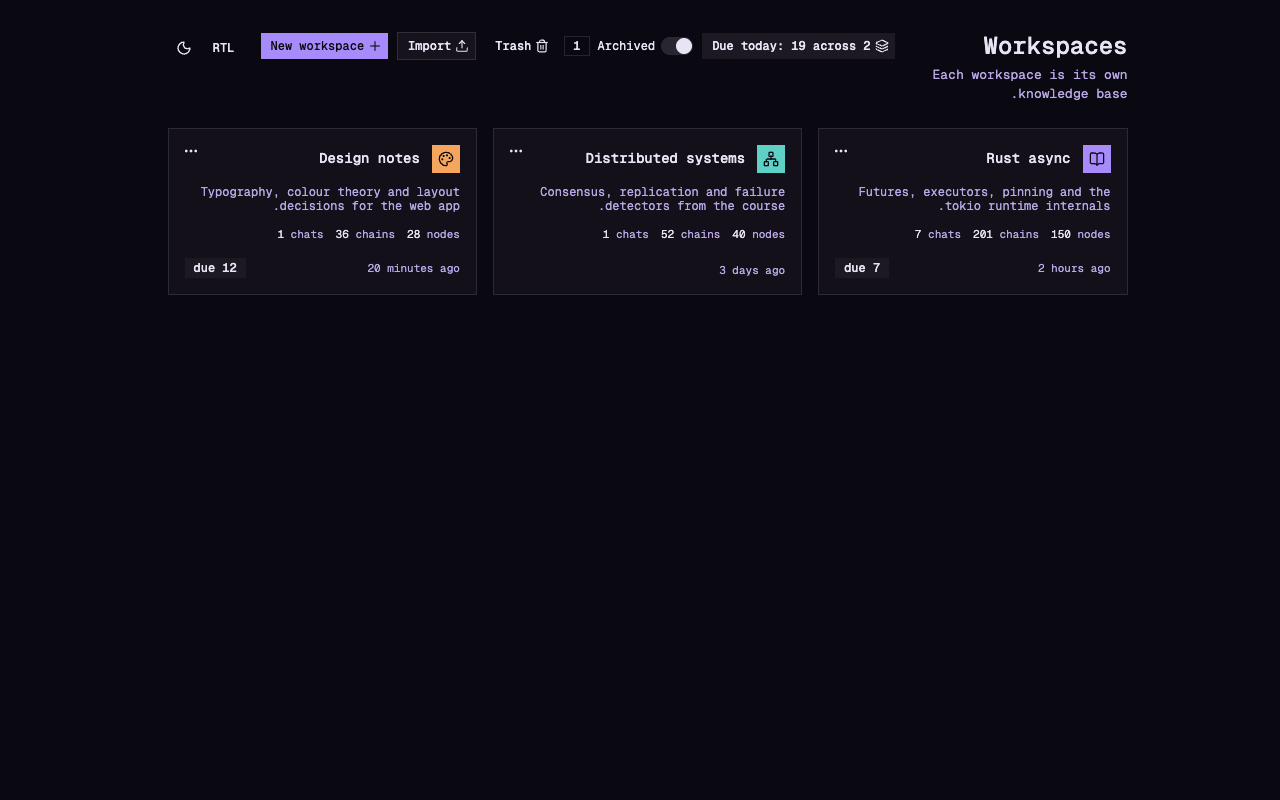 Workspaces
Each workspace is its own
.knowledge base
Due today: 19 across 2
Archived
1
Trash
Import
New workspace
RTL
Rust async
Futures, executors, pinning and the
.tokio runtime internals
7 chats 201 chains 150 nodes
2 hours ago
due 7
Distributed systems
Consensus, replication and failure
.detectors from the course
1 chats 52 chains 40 nodes
3 days ago
Design notes
Typography, colour theory and layout
.decisions for the web app
1 chats 36 chains 28 nodes
20 minutes ago
due 12